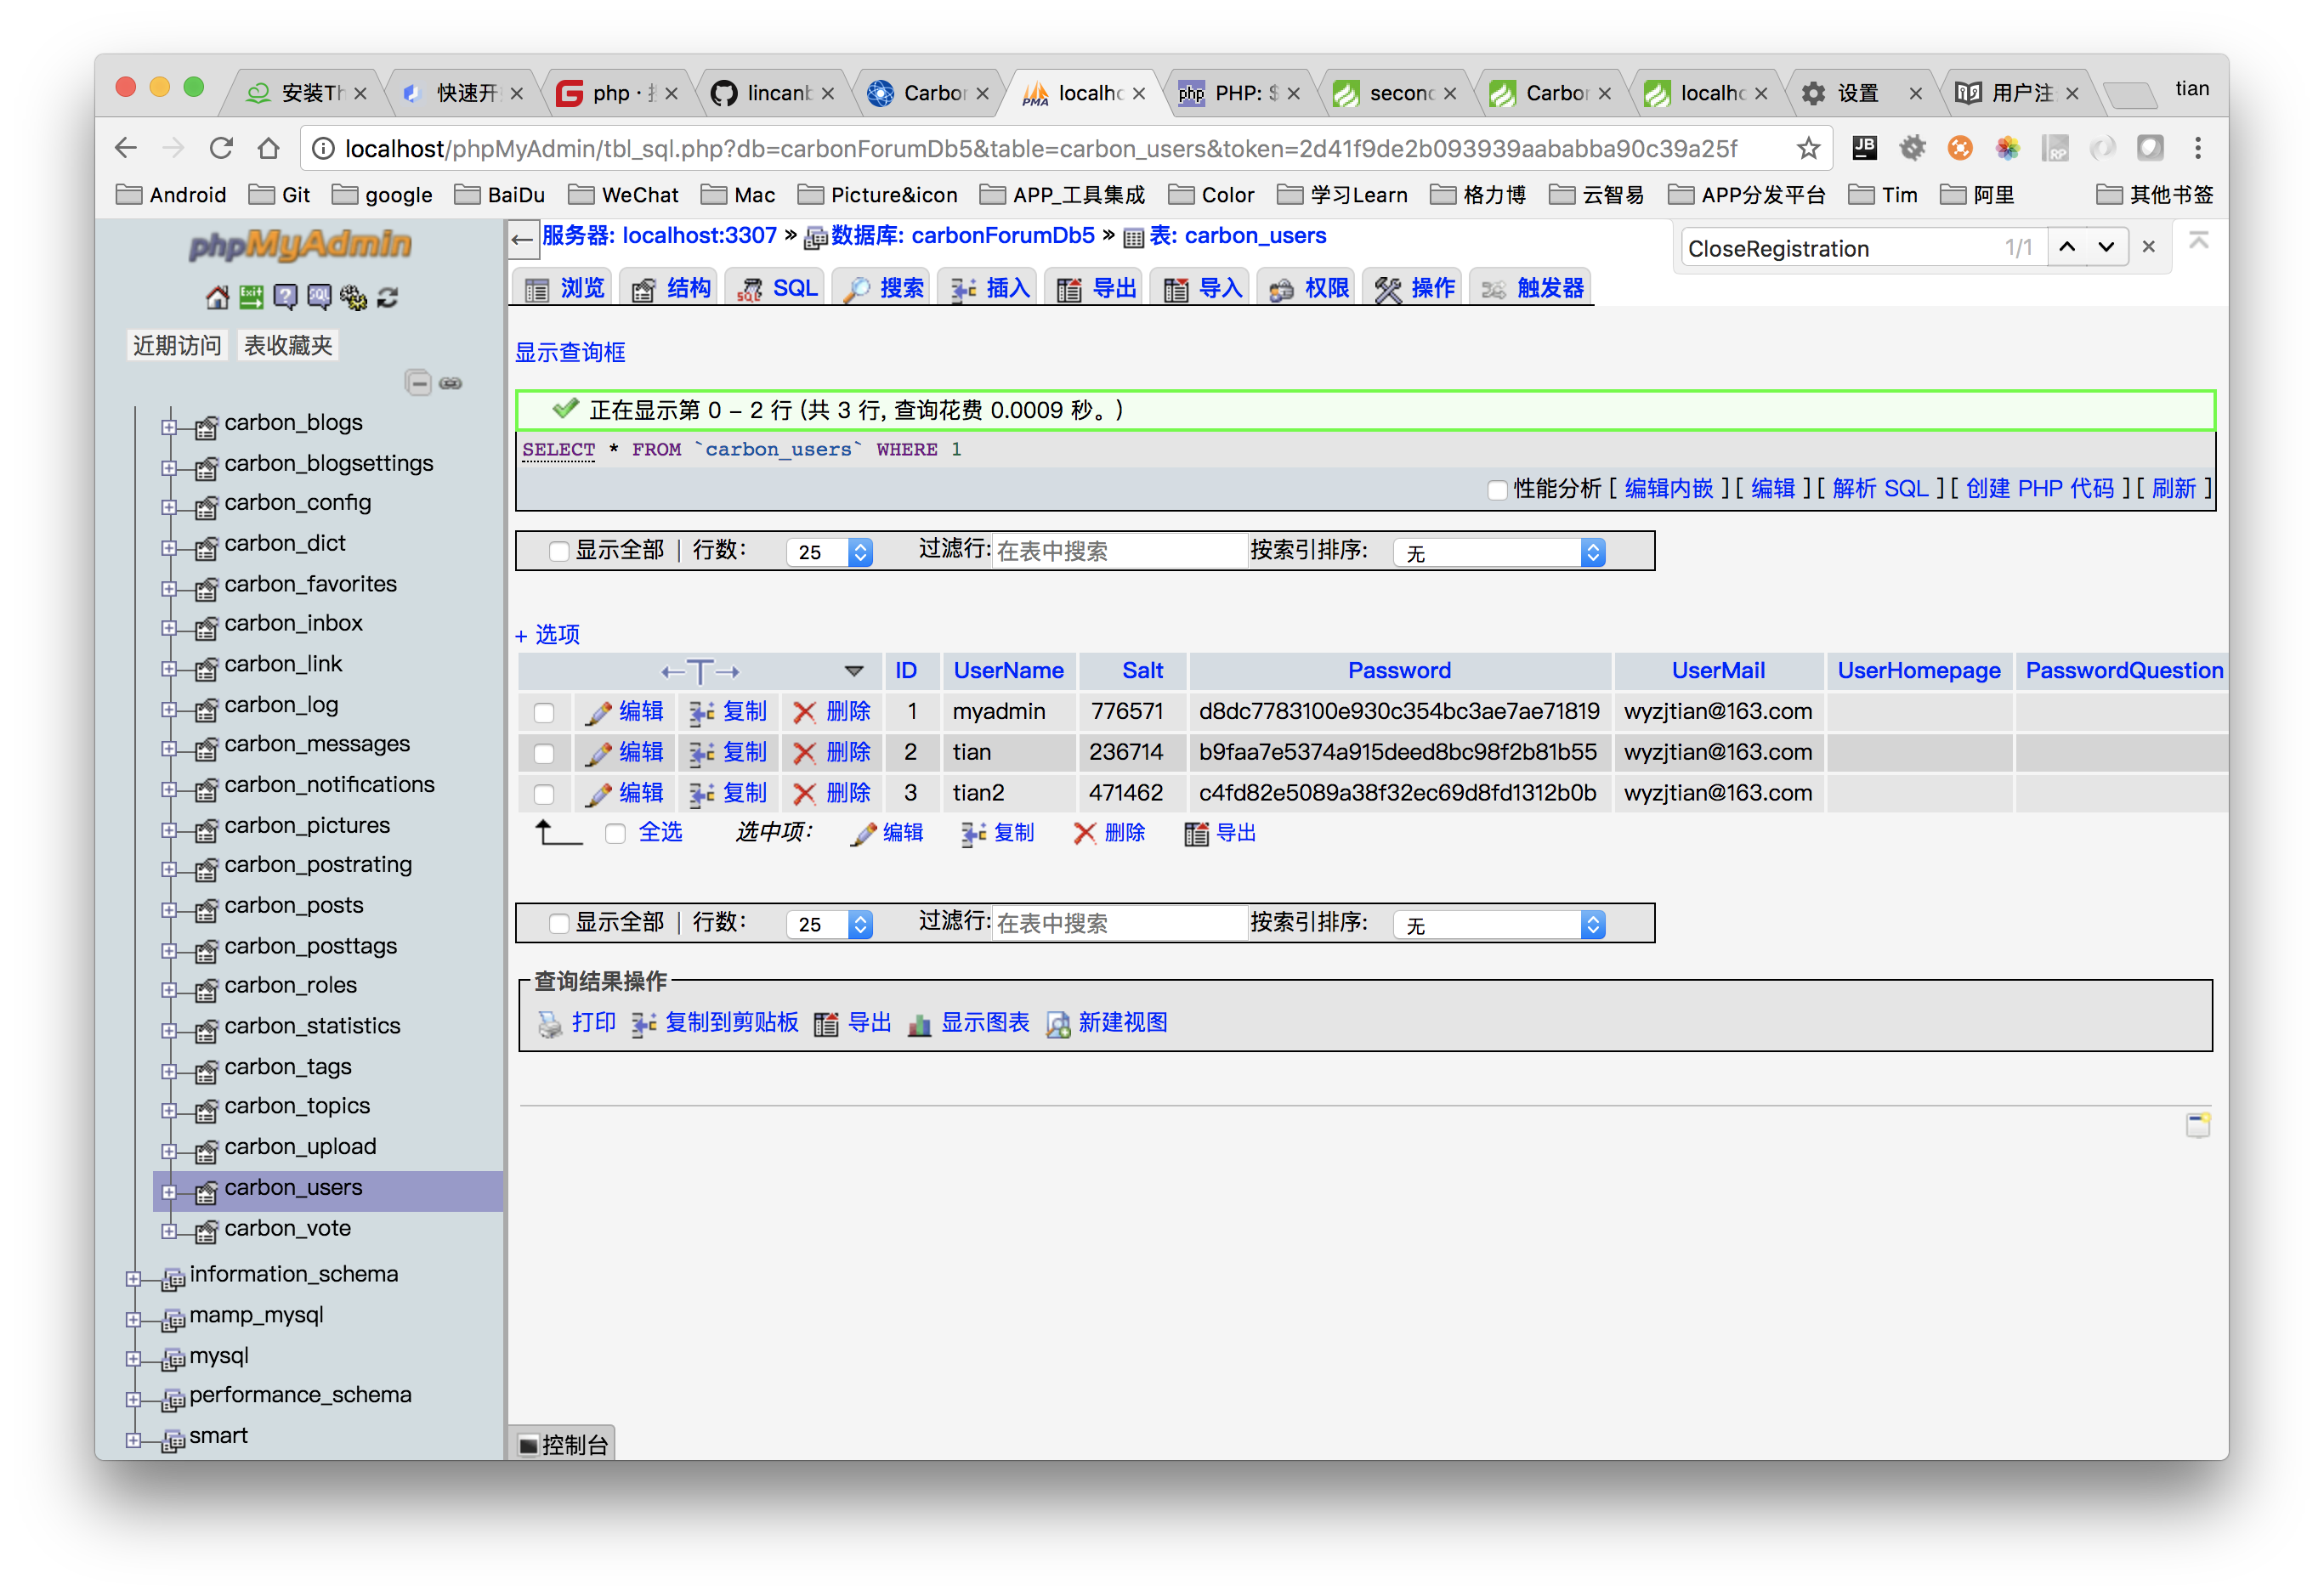 安装Th 快速开 php · 扌 lincanb Carbor localhc PHP: $ second Carbor localhc 设置 用户注 tian
localhost/phpMyAdmin/tbl_sql.php?db=carbonForumDb5&table=carbon_users&token=2d41f9de2b093939aababba90c39a25f
Android Git google BaiDu WeChat Mac Picture&icon APP_工具集成 Color 学习Learn 格力博 云智易 APP分发平台 Tim 阿里 其他书签
CloseRegistration 1/1
phpMyAdmin
近期访问 表收藏夹
carbon_blogs
carbon_blogsettings
carbon_config
carbon_dict
carbon_favorites
carbon_inbox
carbon_link
carbon_log
carbon_messages
carbon_notifications
carbon_pictures
carbon_postrating
carbon_posts
carbon_posttags
carbon_roles
carbon_statistics
carbon_tags
carbon_topics
carbon_upload
carbon_users
carbon_vote
information_schema
mamp_mysql
mysql
performance_schema
smart
服务器: localhost:3307 » 数据库: carbonForumDb5 » 表: carbon_users
浏览 结构 SQL 搜索 插入 导出 导入 权限 操作 触发器
显示查询框
正在显示第 0 - 2 行 (共 3 行, 查询花费 0.0009 秒。)
SELECT * FROM `carbon_users` WHERE 1
性能分析 [ 编辑内嵌 ] [ 编辑 ] [ 解析 SQL ] [ 创建 PHP 代码 ] [ 刷新 ]
显示全部 | 行数: 25 过滤行: 在表中搜索 按索引排序: 无
+ 选项
←T→ ID UserName Salt Password UserMail UserHomepage PasswordQuestion
编辑 复制 删除 1 myadmin 776571 d8dc7783100e930c354bc3ae7ae71819 wyzjtian@163.com
编辑 复制 删除 2 tian 236714 b9faa7e5374a915deed8bc98f2b81b55 wyzjtian@163.com
编辑 复制 删除 3 tian2 471462 c4fd82e5089a38f32ec69d8fd1312b0b wyzjtian@163.com
全选 选中项: 编辑 复制 删除 导出
显示全部 | 行数: 25 过滤行: 在表中搜索 按索引排序: 无
查询结果操作
打印 复制到剪贴板 导出 显示图表 新建视图
控制台